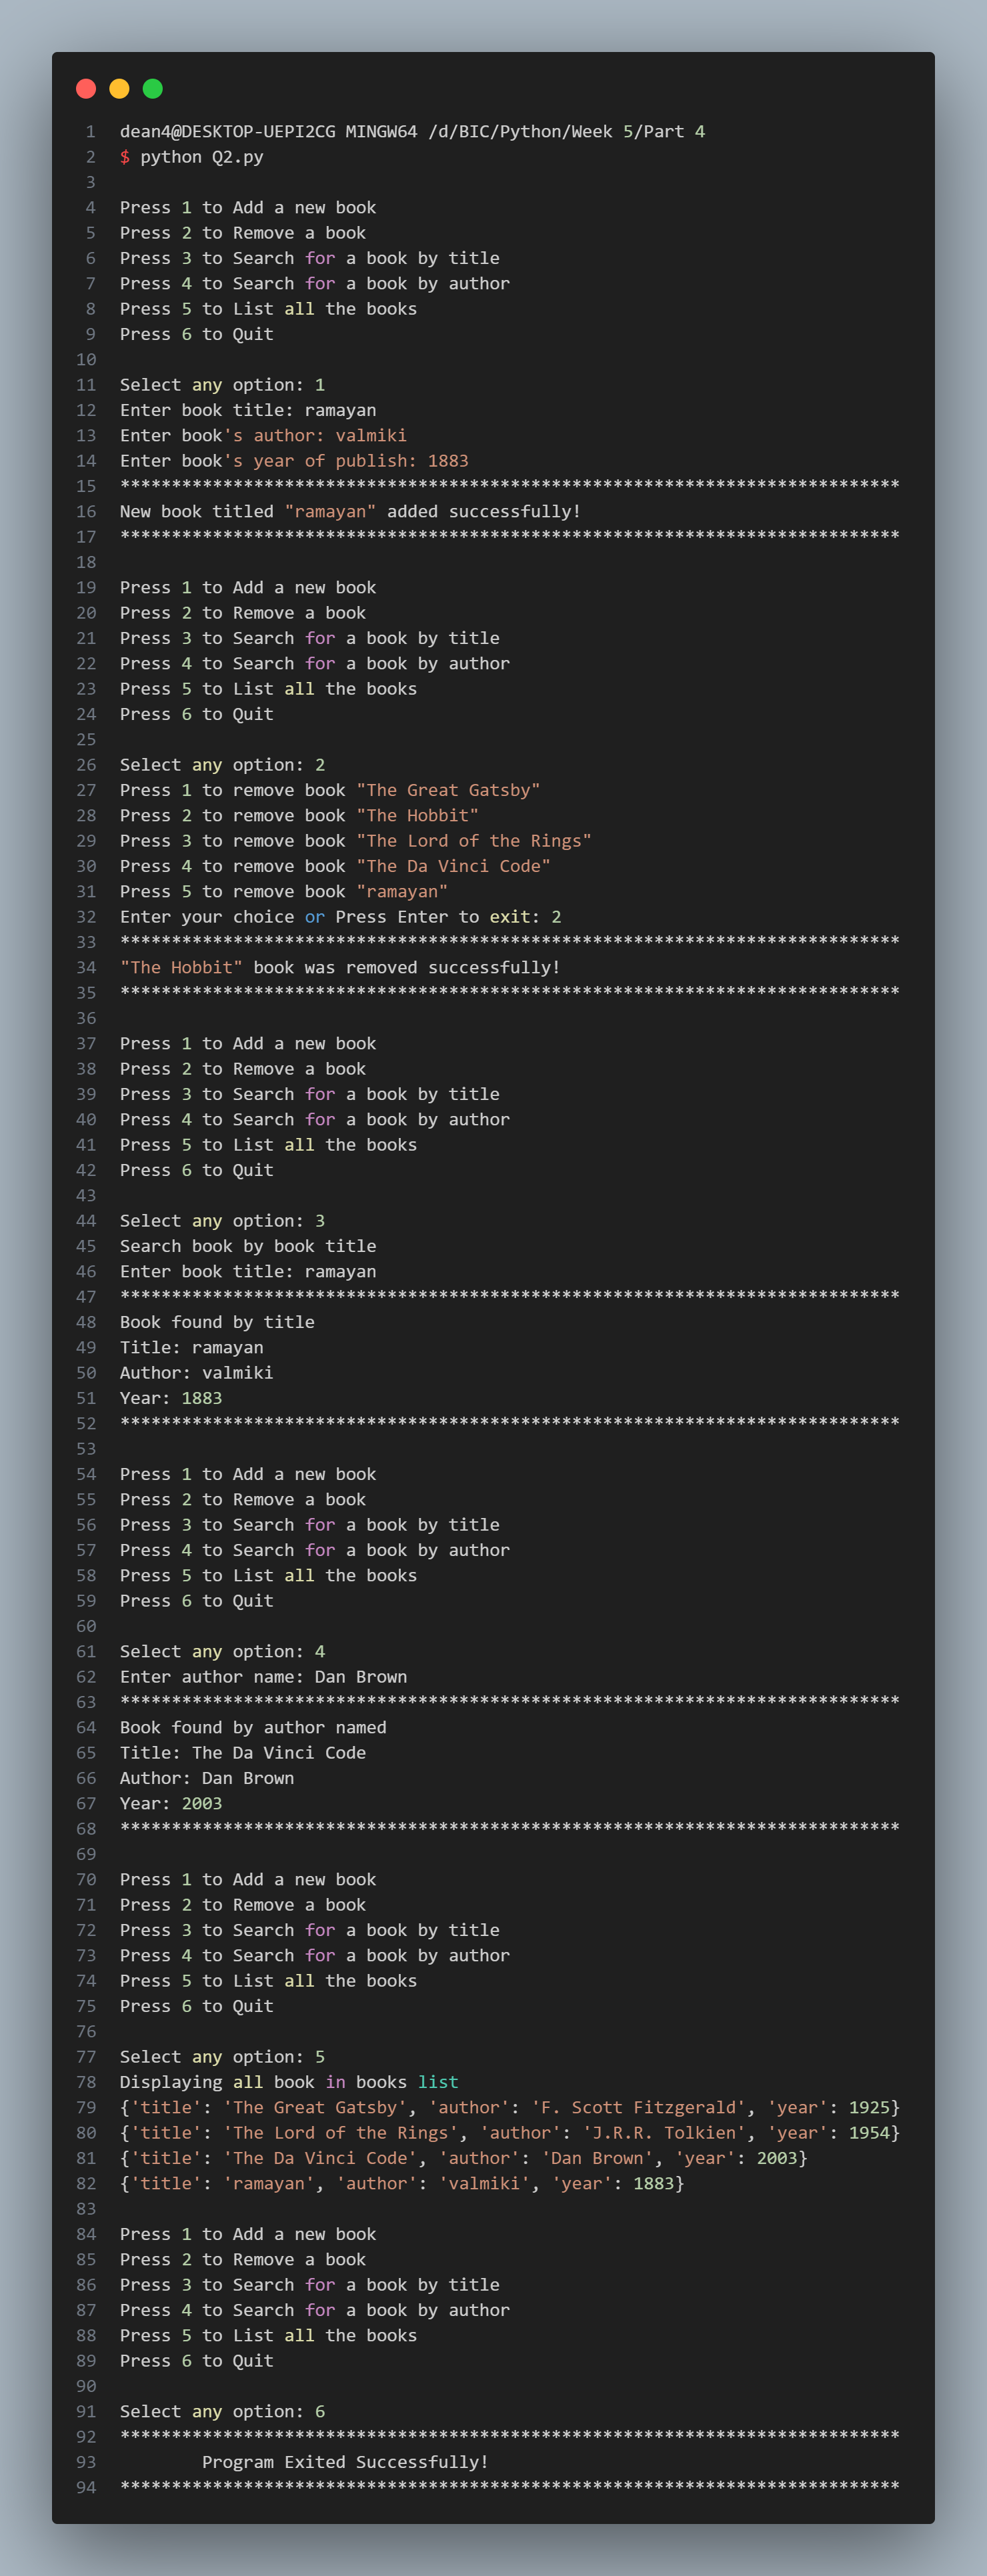 1 dean4@DESKTOP-UEPI2CG MINGW64 /d/BIC/Python/Week 5/Part 4
2 $ python Q2.py
3
4 Press 1 to Add a new book
5 Press 2 to Remove a book
6 Press 3 to Search for a book by title
7 Press 4 to Search for a book by author
8 Press 5 to List all the books
9 Press 6 to Quit
10
11 Select any option: 1
12 Enter book title: ramayan
13 Enter book's author: valmiki
14 Enter book's year of publish: 1883
15 ****************************************************************************
16 New book titled "ramayan" added successfully!
17 ****************************************************************************
18
19 Press 1 to Add a new book
20 Press 2 to Remove a book
21 Press 3 to Search for a book by title
22 Press 4 to Search for a book by author
23 Press 5 to List all the books
24 Press 6 to Quit
25
26 Select any option: 2
27 Press 1 to remove book "The Great Gatsby"
28 Press 2 to remove book "The Hobbit"
29 Press 3 to remove book "The Lord of the Rings"
30 Press 4 to remove book "The Da Vinci Code"
31 Press 5 to remove book "ramayan"
32 Enter your choice or Press Enter to exit: 2
33 ****************************************************************************
34 "The Hobbit" book was removed successfully!
35 ****************************************************************************
36
37 Press 1 to Add a new book
38 Press 2 to Remove a book
39 Press 3 to Search for a book by title
40 Press 4 to Search for a book by author
41 Press 5 to List all the books
42 Press 6 to Quit
43
44 Select any option: 3
45 Search book by book title
46 Enter book title: ramayan
47 ****************************************************************************
48 Book found by title
49 Title: ramayan
50 Author: valmiki
51 Year: 1883
52 ****************************************************************************
53
54 Press 1 to Add a new book
55 Press 2 to Remove a book
56 Press 3 to Search for a book by title
57 Press 4 to Search for a book by author
58 Press 5 to List all the books
59 Press 6 to Quit
60
61 Select any option: 4
62 Enter author name: Dan Brown
63 ****************************************************************************
64 Book found by author named
65 Title: The Da Vinci Code
66 Author: Dan Brown
67 Year: 2003
68 ****************************************************************************
69
70 Press 1 to Add a new book
71 Press 2 to Remove a book
72 Press 3 to Search for a book by title
73 Press 4 to Search for a book by author
74 Press 5 to List all the books
75 Press 6 to Quit
76
77 Select any option: 5
78 Displaying all book in books list
79 {'title': 'The Great Gatsby', 'author': 'F. Scott Fitzgerald', 'year': 1925}
80 {'title': 'The Lord of the Rings', 'author': 'J.R.R. Tolkien', 'year': 1954}
81 {'title': 'The Da Vinci Code', 'author': 'Dan Brown', 'year': 2003}
82 {'title': 'ramayan', 'author': 'valmiki', 'year': 1883}
83
84 Press 1 to Add a new book
85 Press 2 to Remove a book
86 Press 3 to Search for a book by title
87 Press 4 to Search for a book by author
88 Press 5 to List all the books
89 Press 6 to Quit
90
91 Select any option: 6
92 ****************************************************************************
93 Program Exited Successfully!
94 ****************************************************************************